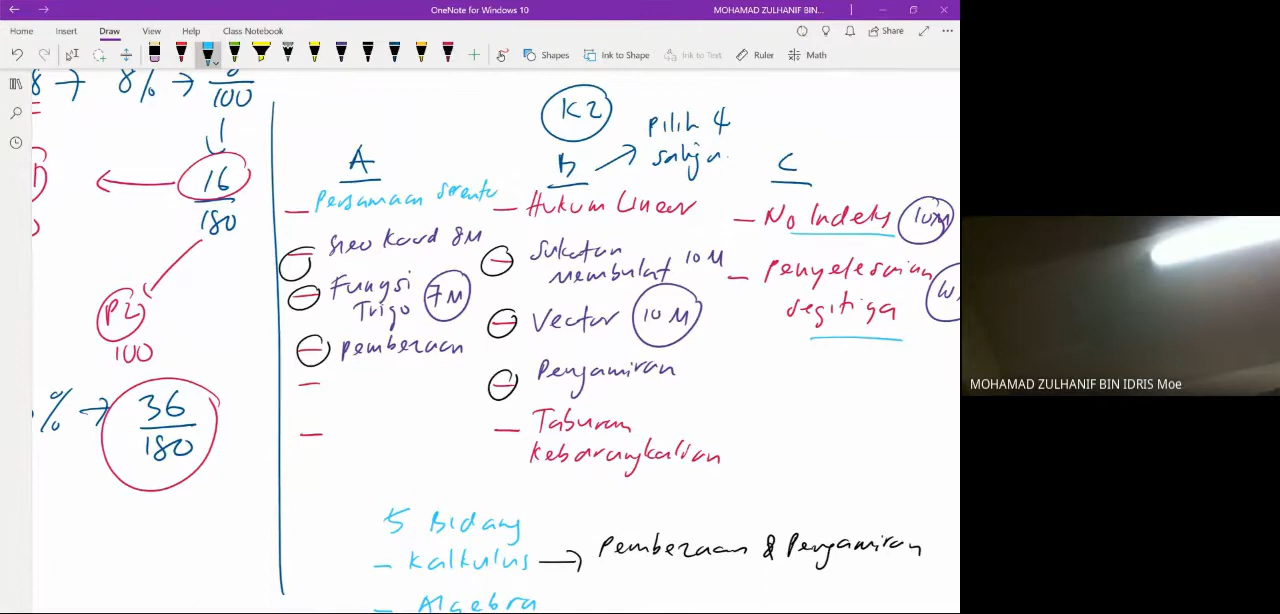 OneNote for Windows 10
MOHAMAD ZULHANIF BIN...
Home Insert Draw View Help Class Notebook
Share
Shapes Ink to Shape Ink to Text Ruler Math
8 → 8% → 8/100
16/180
P2
100
% → 36/180
K2
A
Persamaan Serentak
Geo Koord 8M
Fungsi Trigo 7M
Pembezaan
B → Pilih 4 sahaja.
Hukum Linear
Sukatan membulat 10M
Vector 10M
Pengamiran
Taburan Kebarangkalian
C
No Indeks 10M
Penyelesaian segitiga
5 Bidang
- Kalkulus → Pembezaan & Pengamiran
- Algebra
MOHAMAD ZULHANIF BIN IDRIS Moe